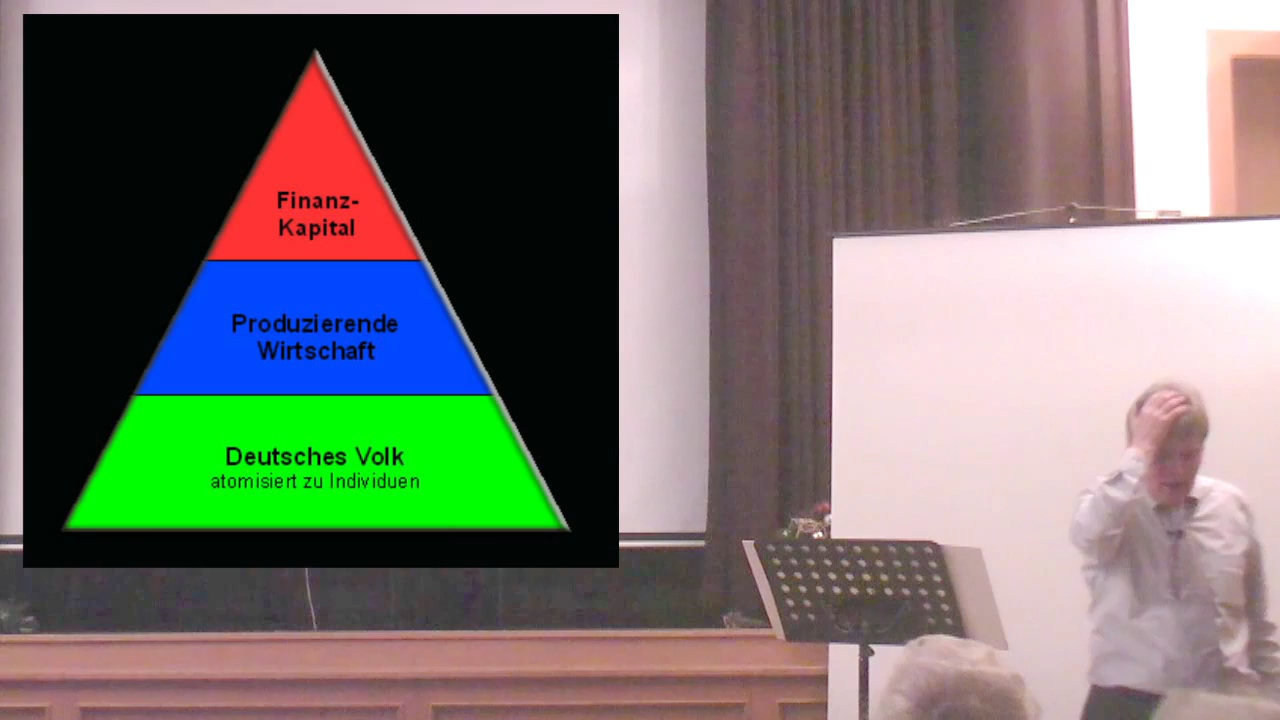 Finanz-
Kapital
Produzierende
Wirtschaft
Deutsches Volk
atomisiert zu Individuen